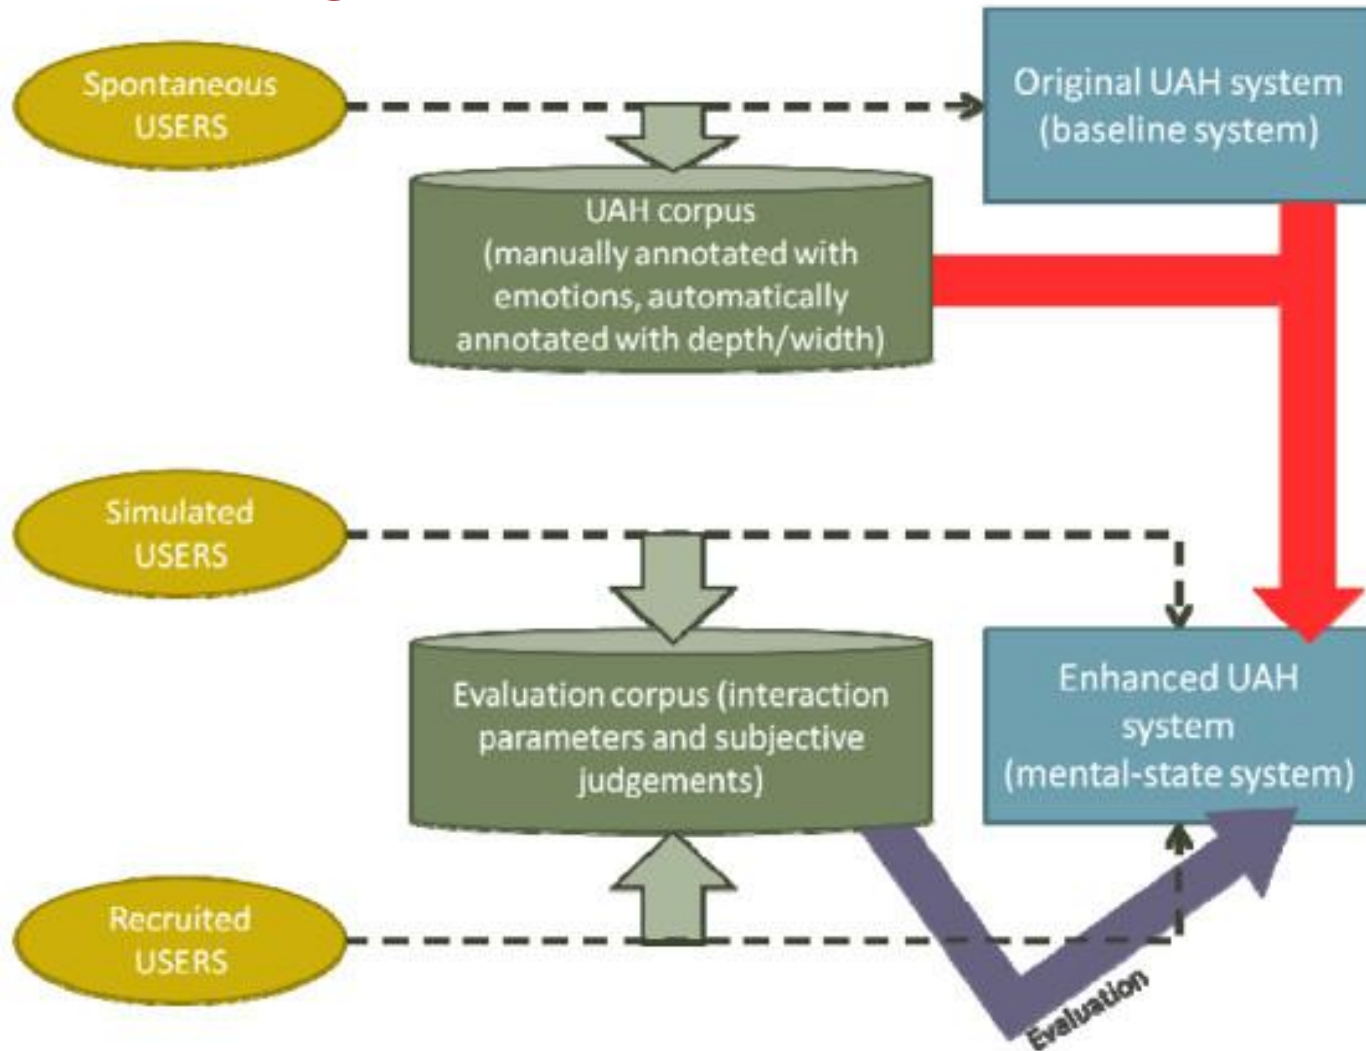 Spontaneous
USERS
Original UAH system
(baseline system)
UAH corpus
(manually annotated with
emotions, automatically
annotated with depth/width)
Simulated
USERS
Evaluation corpus (interaction
parameters and subjective
judgements)
Enhanced UAH
system
(mental-state system)
Recruited
USERS
Evaluation